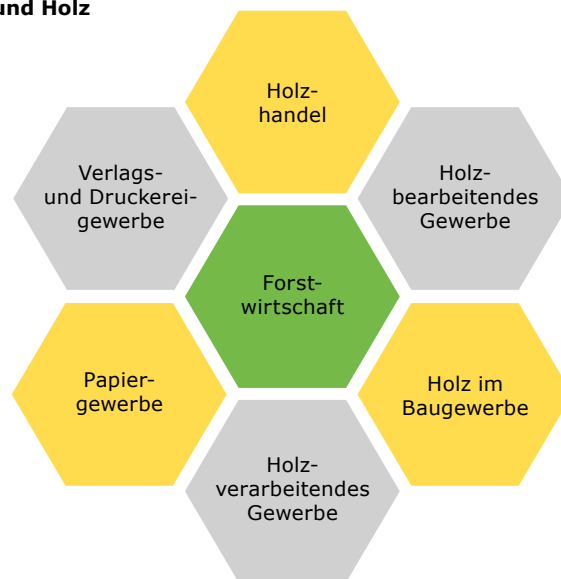 und Holz
Holz-
handel
Verlags-
und Druckerei-
gewerbe
Holz-
bearbeitendes
Gewerbe
Forst-
wirtschaft
Papier-
gewerbe
Holz im
Baugewerbe
Holz-
verarbeitendes
Gewerbe